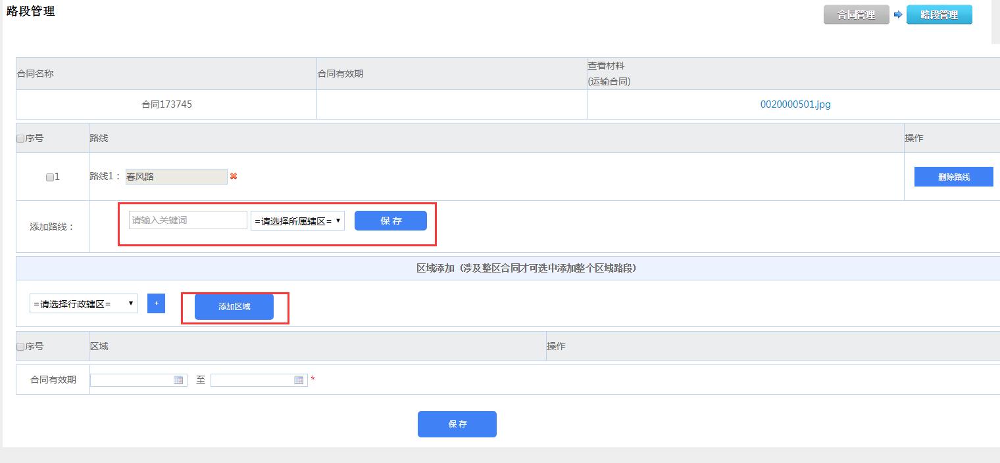 路段管理
合同管理
路段管理
合同名称
合同有效期
查看材料
(运输合同)
合同173745
0020000501.jpg
序号
路线
操作
1
路线1：
春风路
删除路线
添加路线：
请输入关键词
=请选择所属辖区=
保 存
区域添加（涉及整区合同才可选中添加整个区域路段）
=请选择行政辖区=
+
添加区域
序号
区域
操作
合同有效期
至
*
保 存